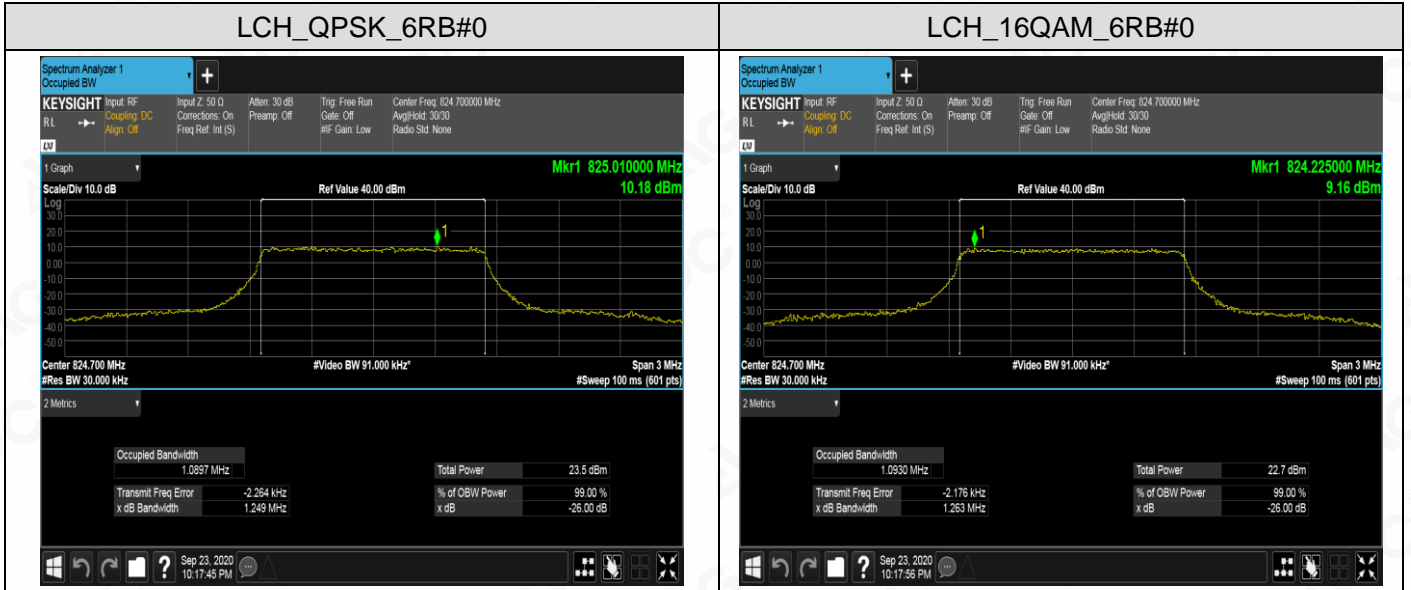 LCH_QPSK_6RB#0
Spectrum Analyzer 1
Occupied BW
+
KEYSIGHT Input: RF Input Z: 50 Ω Atten: 30 dB Trig: Free Run Center Freq: 824.700000 MHz
RL Coupling: DC Corrections: On Preamp: Off Gate: Off Avg|Hold: 30/30
Align: Off Freq Ref: Int (S) #IF Gain: Low Radio Std: None
LXI
1 Graph Mkr1 825.010000 MHz
Scale/Div 10.0 dB Ref Value 40.00 dBm 10.18 dBm
Log
30.0
20.0
1
10.0
0.00
-10.0
-20.0
-30.0
-40.0
-50.0
Center 824.700 MHz #Video BW 91.000 kHz* Span 3 MHz
#Res BW 30.000 kHz #Sweep 100 ms (601 pts)
2 Metrics
Occupied Bandwidth
1.0897 MHz Total Power 23.5 dBm
Transmit Freq Error -2.264 kHz % of OBW Power 99.00 %
x dB Bandwidth 1.249 MHz x dB -26.00 dB
? Sep 23, 2020
10:17:45 PM
LCH_16QAM_6RB#0
Spectrum Analyzer 1
Occupied BW
+
KEYSIGHT Input: RF Input Z: 50 Ω Atten: 30 dB Trig: Free Run Center Freq: 824.700000 MHz
RL Coupling: DC Corrections: On Preamp: Off Gate: Off Avg|Hold: 30/30
Align: Off Freq Ref: Int (S) #IF Gain: Low Radio Std: None
LXI
1 Graph Mkr1 824.225000 MHz
Scale/Div 10.0 dB Ref Value 40.00 dBm 9.16 dBm
Log
30.0
20.0
1
10.0
0.00
-10.0
-20.0
-30.0
-40.0
-50.0
Center 824.700 MHz #Video BW 91.000 kHz* Span 3 MHz
#Res BW 30.000 kHz #Sweep 100 ms (601 pts)
2 Metrics
Occupied Bandwidth
1.0930 MHz Total Power 22.7 dBm
Transmit Freq Error -2.176 kHz % of OBW Power 99.00 %
x dB Bandwidth 1.263 MHz x dB -26.00 dB
? Sep 23, 2020
10:17:56 PM